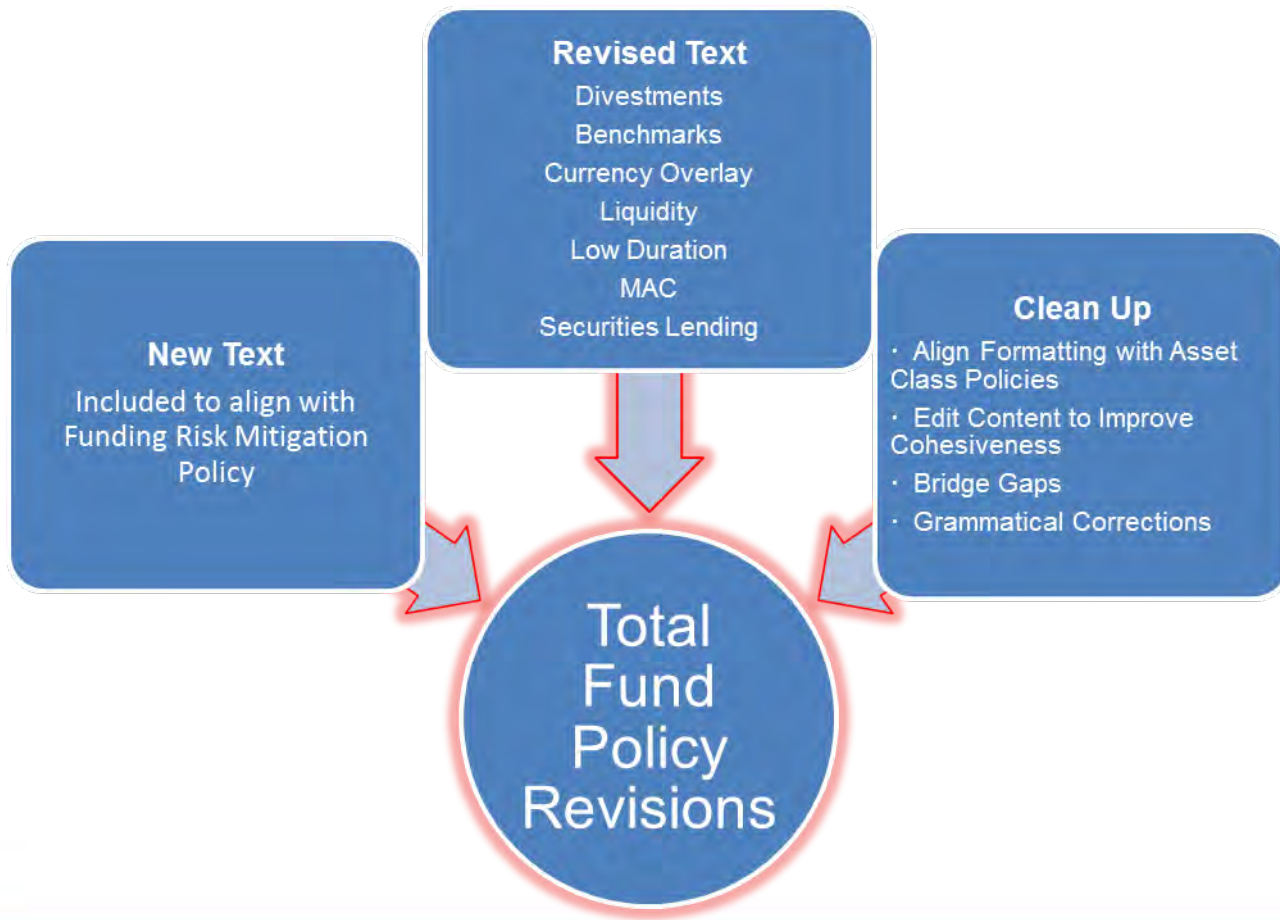 Revised Text
Divestments
Benchmarks
Currency Overlay
Liquidity
Low Duration
MAC
Securities Lending
New Text
Included to align with
Funding Risk Mitigation
Policy
Clean Up
· Align Formatting with Asset
Class Policies
· Edit Content to Improve
Cohesiveness
· Bridge Gaps
· Grammatical Corrections
Total
Fund
Policy
Revisions